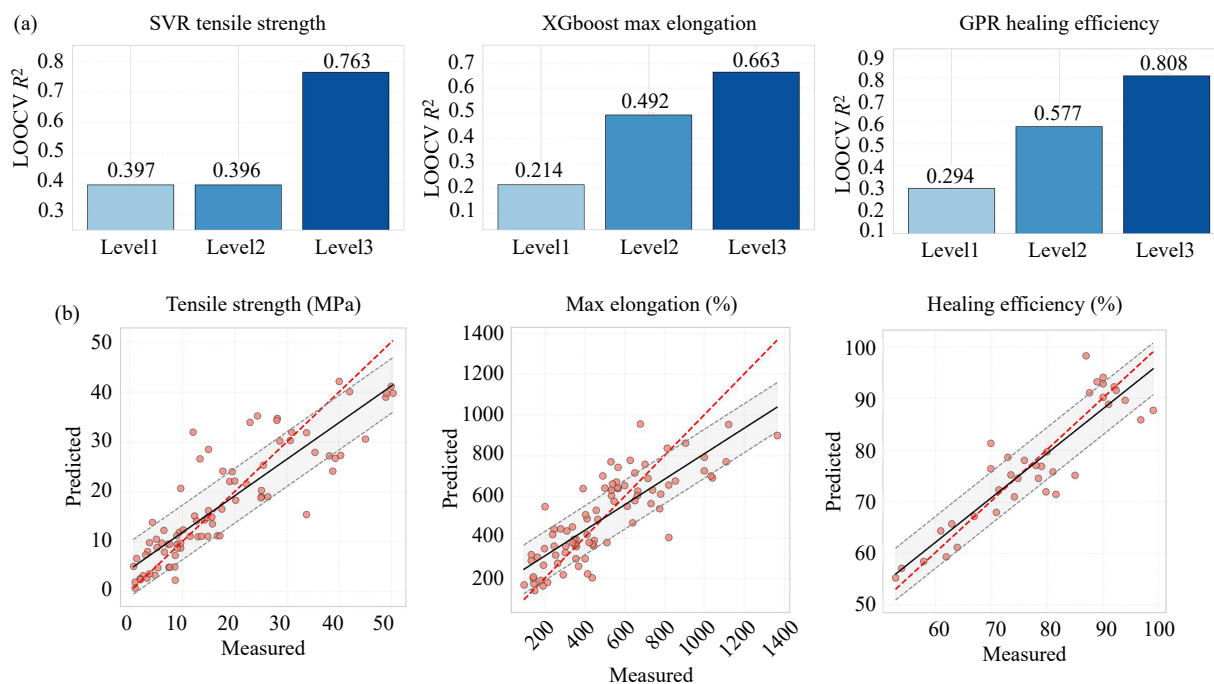 (a)
SVR tensile strength
LOOCV R²
0.8
0.7
0.6
0.5
0.4
0.3
0.397
0.396
0.763
Level1 Level2 Level3
XGboost max elongation
LOOCV R²
0.7
0.6
0.5
0.4
0.3
0.2
0.1
0.214
0.492
0.663
Level1 Level2 Level3
GPR healing efficiency
LOOCV R²
0.9
0.8
0.7
0.6
0.5
0.4
0.3
0.2
0.1
0.294
0.577
0.808
Level1 Level2 Level3
(b)
Tensile strength (MPa)
Predicted
50
40
30
20
10
0
0 10 20 30 40 50
Measured
Max elongation (%)
Predicted
1400
1200
1000
800
600
400
200
200 400 600 800 1000 1200 1400
Measured
Healing efficiency (%)
Predicted
100
90
80
70
60
50
60 70 80 90 100
Measured